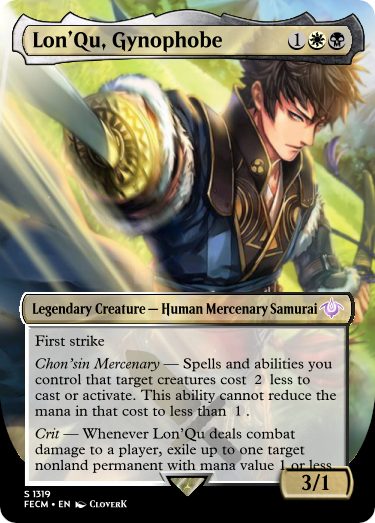 Lon'Qu, Gynophobe 1
Legendary Creature — Human Mercenary Samurai
First strike
Chon'sin Mercenary — Spells and abilities you
control that target creatures cost 2 less to
cast or activate. This ability cannot reduce the
mana in that cost to less than 1 .
Crit — Whenever Lon'Qu deals combat
damage to a player, exile up to one target
nonland permanent with mana value 1 or less
3/1
S 1319
FECM • EN CLOVERK